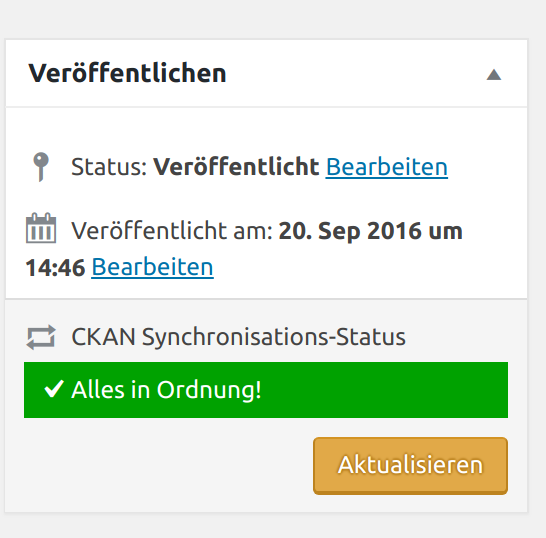 Veröffentlichen
Status: Veröffentlicht Bearbeiten
Veröffentlicht am: 20. Sep 2016 um
14:46 Bearbeiten
CKAN Synchronisations-Status
Alles in Ordnung!
Aktualisieren